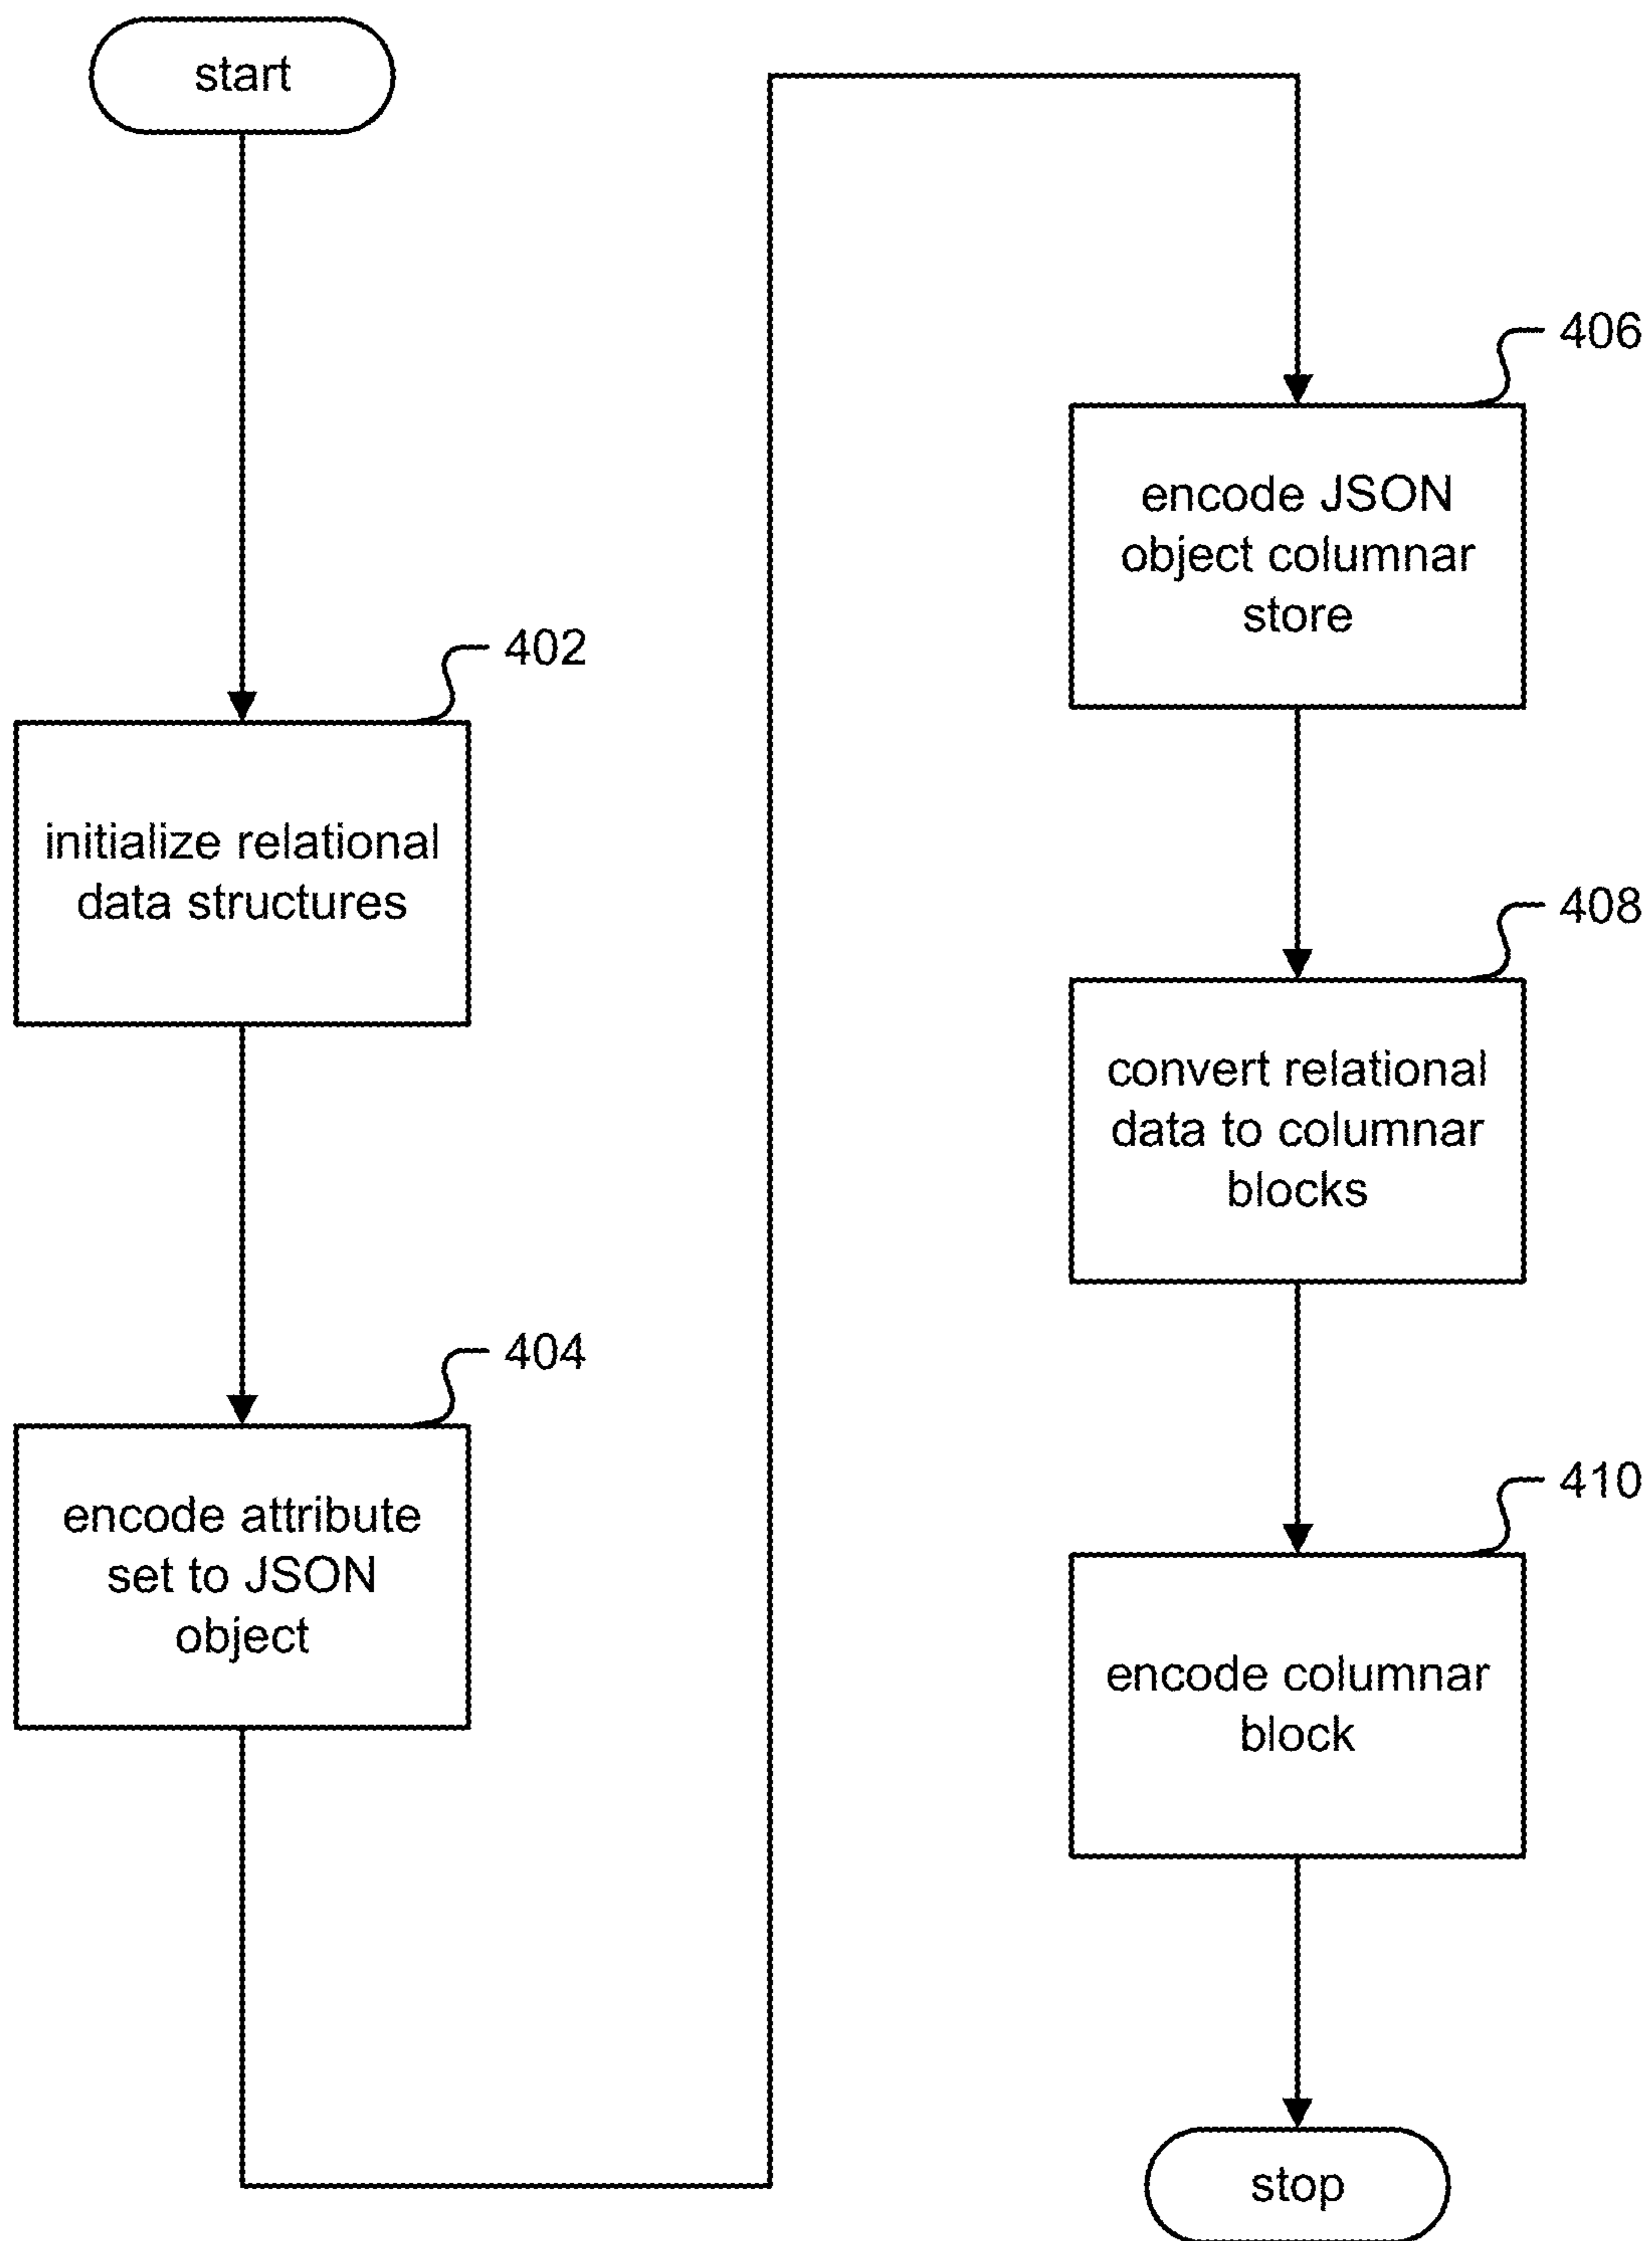 start
402
initialize relational
data structures
404
encode attribute
set to JSON
object
406
encode JSON
object columnar
store
408
convert relational
data to columnar
blocks
410
encode columnar
block
stop